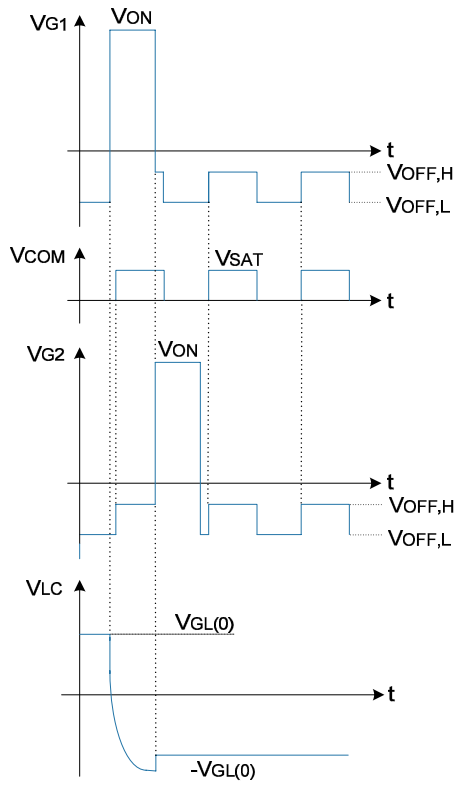 VG1
VON
t
VOFF,H
VOFF,L
VCOM
VSAT
t
VG2
VON
t
VOFF,H
VOFF,L
VLC
VGL(0)
t
-VGL(0)